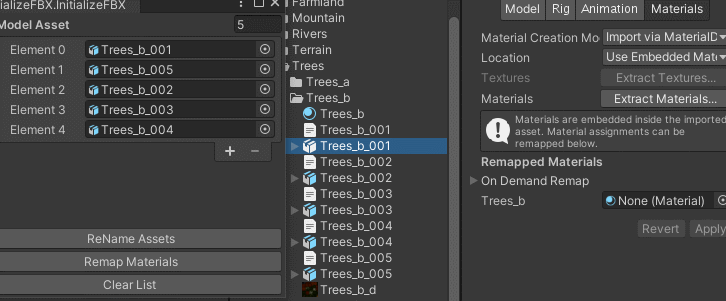 ializeFBX.InitializeFBX
Model Asset 5
Element 0 Trees_b_001
Element 1 Trees_b_005
Element 2 Trees_b_002
Element 3 Trees_b_003
Element 4 Trees_b_004
+ −
ReName Assets
Remap Materials
Clear List
Farmland
Mountain
Rivers
Terrain
Trees
Trees_a
Trees_b
Trees_b
Trees_b_001
Trees_b_001
Trees_b_002
Trees_b_002
Trees_b_003
Trees_b_003
Trees_b_004
Trees_b_004
Trees_b_005
Trees_b_005
Trees_b_d
Model Rig Animation Materials
Material Creation Mo Import via MaterialD
Location Use Embedded Mate
Textures Extract Textures...
Materials Extract Materials...
Materials are embedded inside the imported
asset. Material assignments can be
remapped below.
Remapped Materials
On Demand Remap
Trees_b None (Material)
Revert Apply